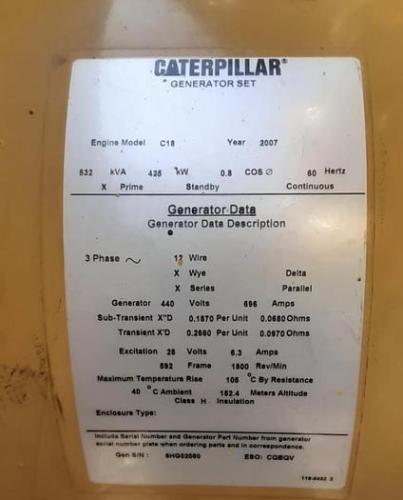 CATERPILLAR®
GENERATOR SET
Engine Model C18 Year 2007
532 kVA 425 kW 0.8 COS Ø 60 Hertz
X Prime Standby Continuous
Generator Data
Generator Data Description
3 Phase ~ 12 Wire
X Wye Delta
X Series Parallel
Generator 440 Volts 696 Amps
Sub-Transient X"D 0.1870 Per Unit 0.0680 Ohms
Transient X'D 0.2660 Per Unit 0.0970 Ohms
Excitation 28 Volts 6.3 Amps
592 Frame 1800 Rev/Min
Maximum Temperature Rise 105 °C By Resistance
40 °C Ambient 152.4 Meters Altitude
Class H Insulation
Enclosure Type:
Include Serial Number and Generator Part Number from generator
serial number plate when ordering parts and in correspondence.
Gen S/N: 6HG02080 ESO: CQBQV